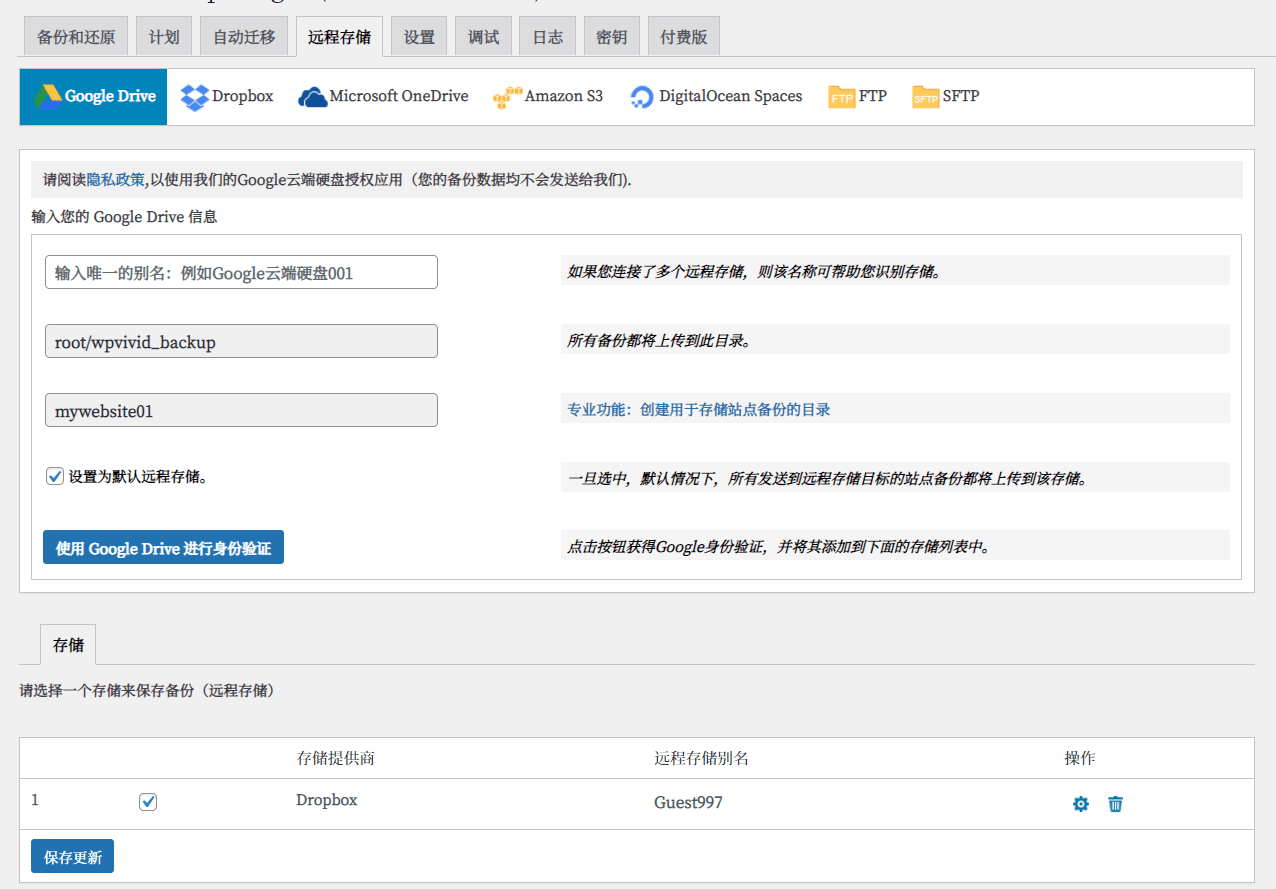 备份和还原 计划 自动迁移 远程存储 设置 调试 日志 密钥 付费版
Google Drive Dropbox Microsoft OneDrive Amazon S3 DigitalOcean Spaces FTP FTP SFTP SFTP
请阅读隐私政策,以使用我们的Google云端硬盘授权应用（您的备份数据均不会发送给我们).
输入您的 Google Drive 信息
输入唯一的别名：例如Google云端硬盘001 如果您连接了多个远程存储，则该名称可帮助您识别存储。
root/wpvivid_backup 所有备份都将上传到此目录。
mywebsite01 专业功能：创建用于存储站点备份的目录
设置为默认远程存储。 一旦选中，默认情况下，所有发送到远程存储目标的站点备份都将上传到该存储。
使用 Google Drive 进行身份验证 点击按钮获得Google身份验证，并将其添加到下面的存储列表中。
存储
请选择一个存储来保存备份（远程存储）
存储提供商 远程存储别名 操作
1 Dropbox Guest997
保存更新